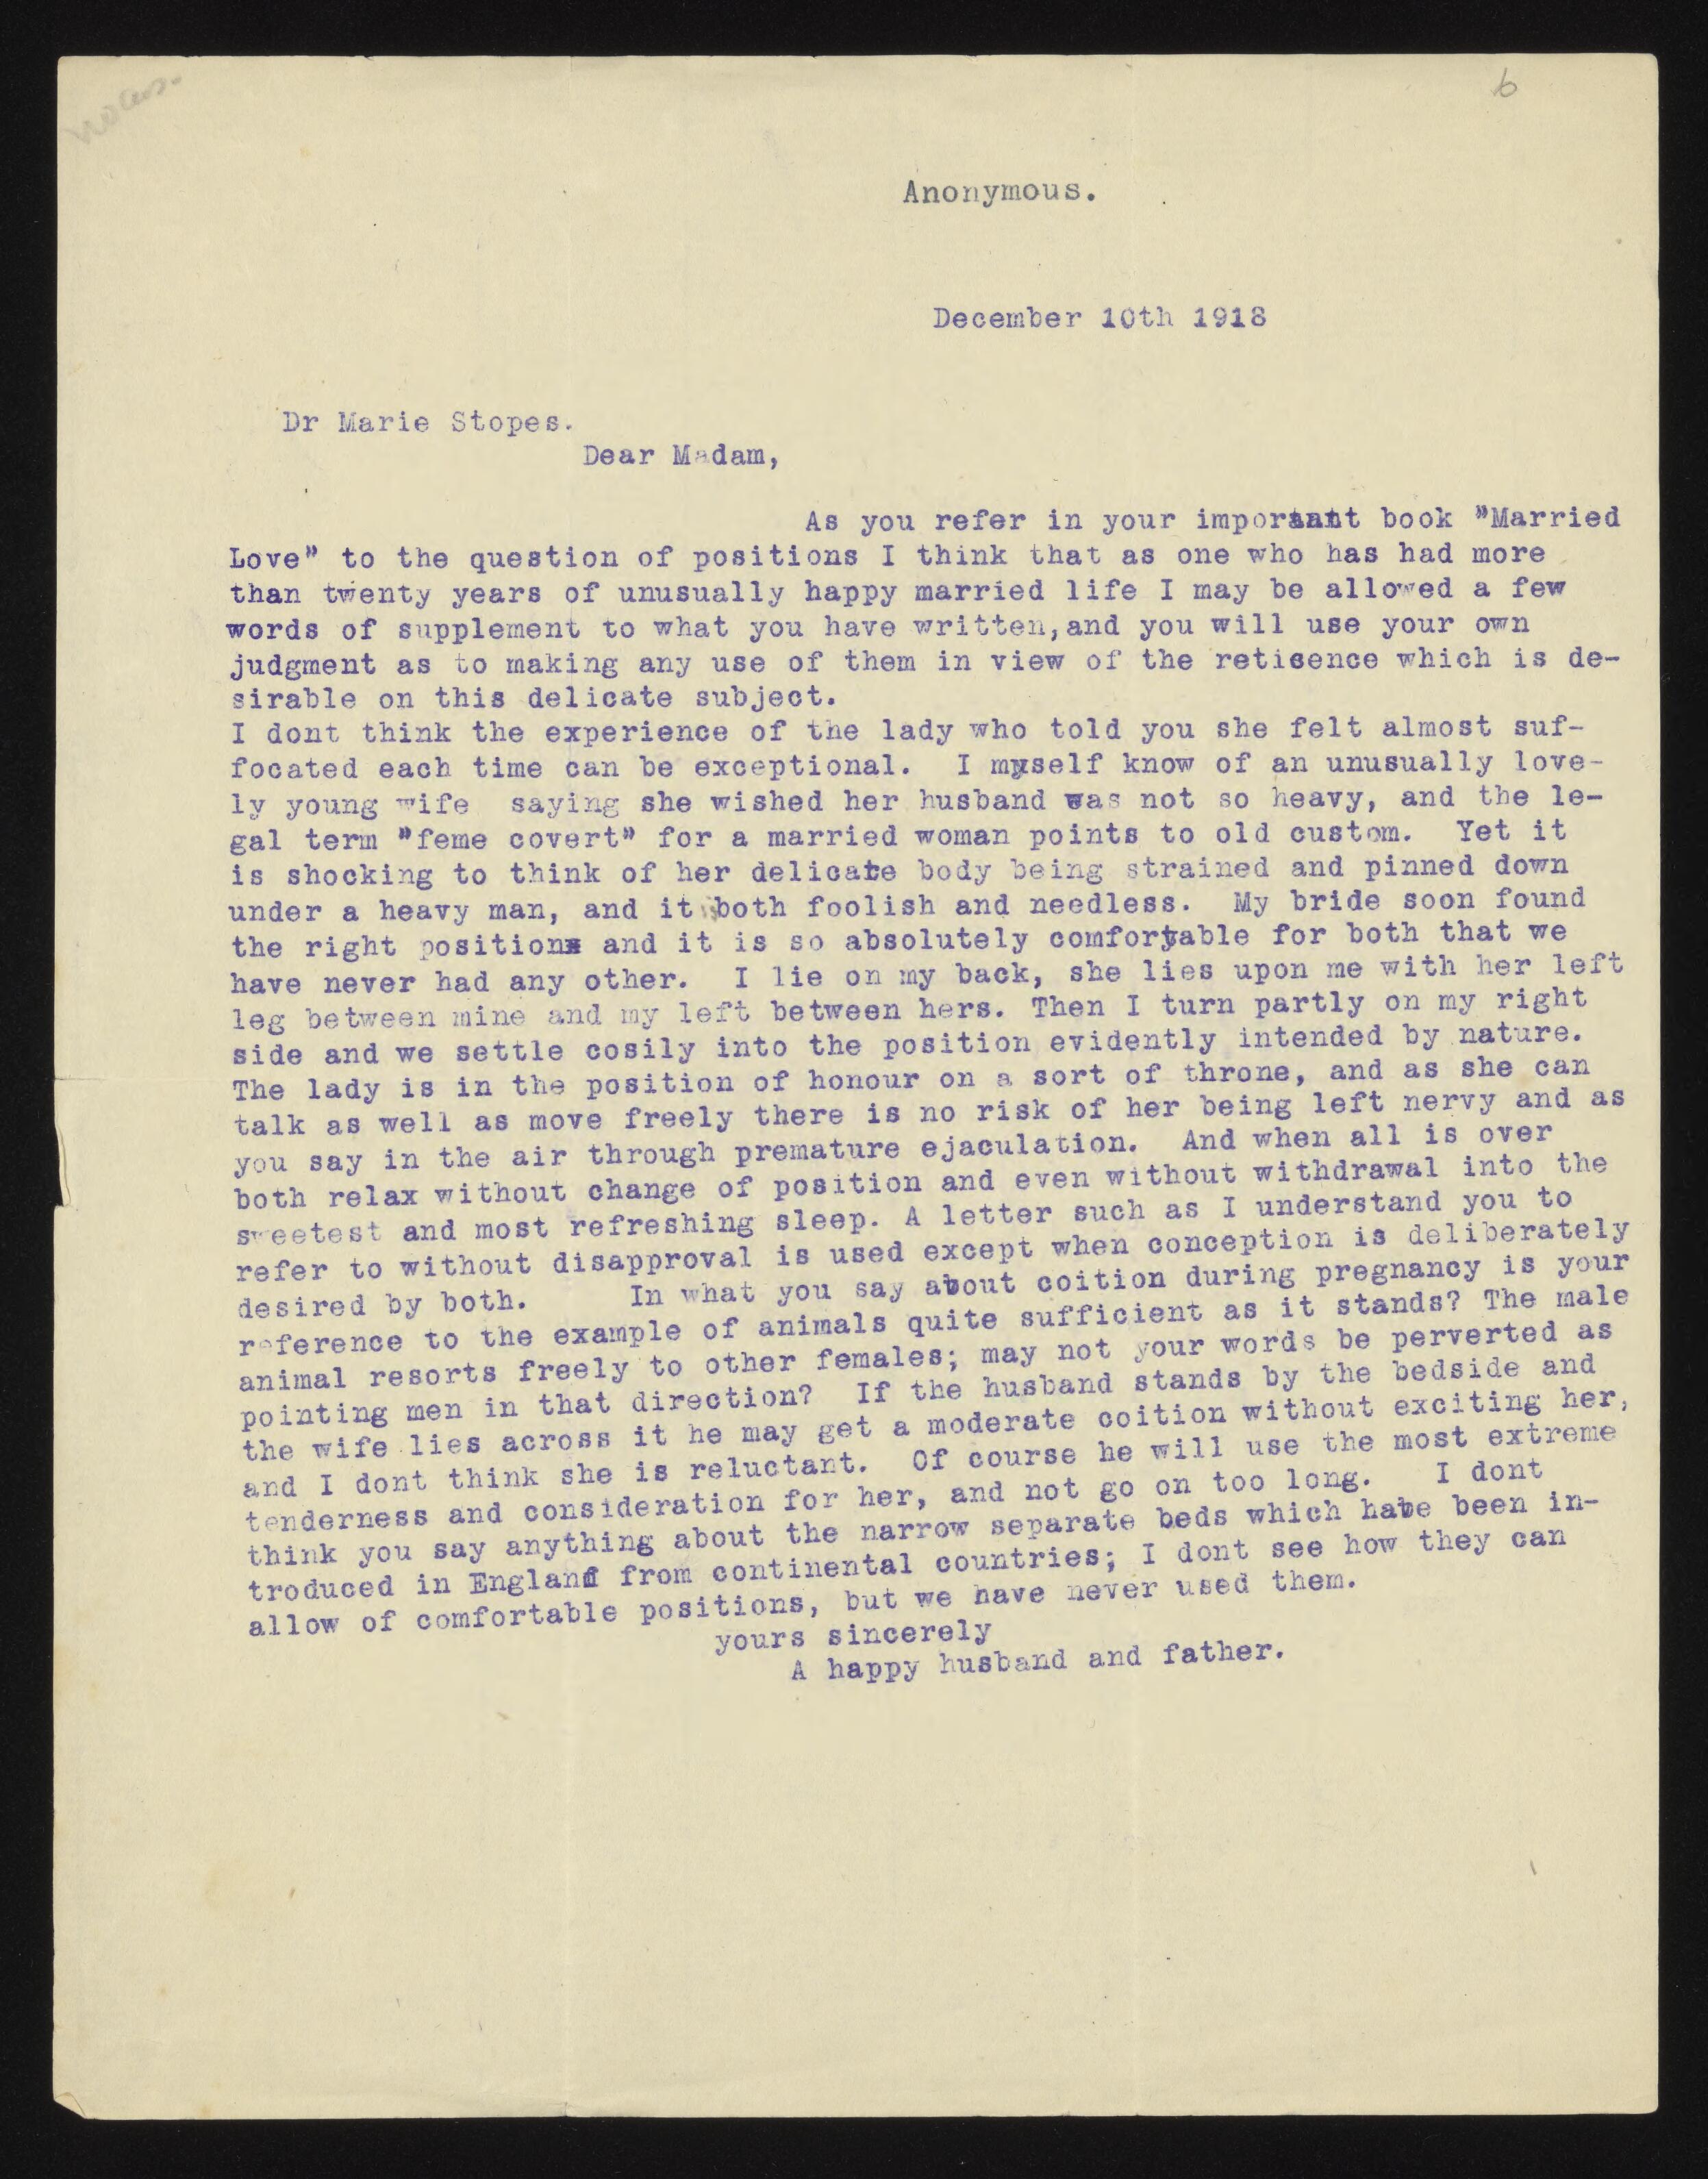 6
Anonymous.
December 10th 1918
Dr Marie Stopes.
Dear Madam,
As you refer in your important book "Married
Love" to the question of positions I think that as one who has had more
than twenty years of unusually happy married life I may be allowed a few
words of supplement to what you have written,and you will use your own
judgment as to making any use of them in view of the reticence which is de-
sirable on this delicate subject.
I dont think the experience of the lady who told you she felt almost suf-
focated each time can be exceptional. I myself know of an unusually love-
ly young wife saying she wished her husband was not so heavy, and the le-
gal term "feme covert" for a married woman points to old custom. Yet it
is shocking to think of her delicate body being strained and pinned down
under a heavy man, and it both foolish and needless. My bride soon found
the right position and it is so absolutely comfortable for both that we
have never had any other. I lie on my back, she lies upon me with her left
leg between mine and my left between hers. Then I turn partly on my right
side and we settle cosily into the position evidently intended by nature.
The lady is in the position of honour on a sort of throne, and as she can
talk as well as move freely there is no risk of her being left nervy and as
you say in the air through premature ejaculation. And when all is over
both relax without change of position and even without withdrawal into the
sweetest and most refreshing sleep. A letter such as I understand you to
refer to without disapproval is used except when conception is deliberately
desired by both. In what you say about coition during pregnancy is your
reference to the example of animals quite sufficient as it stands? The male
animal resorts freely to other females; may not your words be perverted as
pointing men in that direction? If the husband stands by the bedside and
the wife lies across it he may get a moderate coition without exciting her,
and I dont think she is reluctant. Of course he will use the most extreme
tenderness and consideration for her, and not go on too long. I dont
think you say anything about the narrow separate beds which have been in-
troduced in England from continental countries; I dont see how they can
allow of comfortable positions, but we have never used them.
yours sincerely
A happy husband and father.